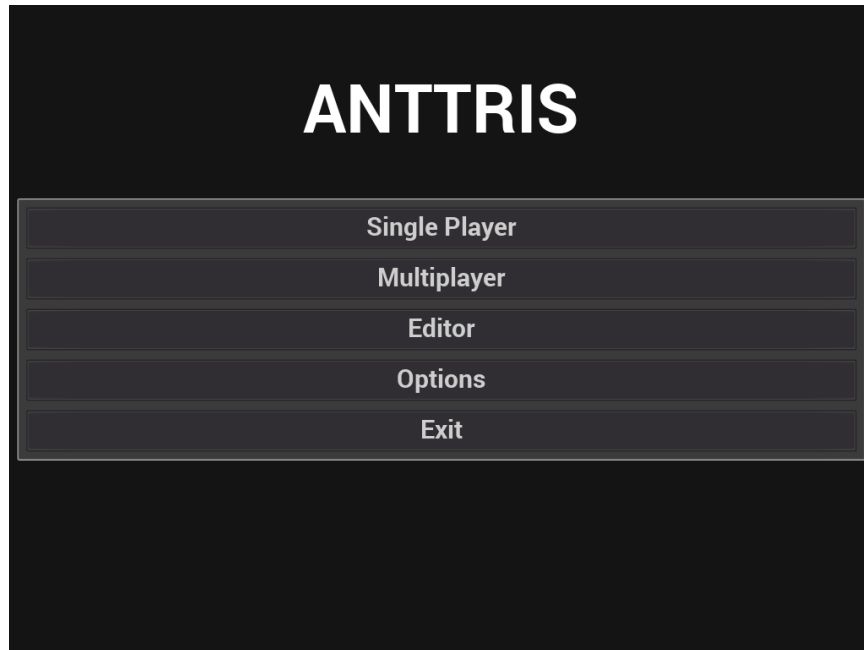 ANTTRIS
Single Player
Multiplayer
Editor
Options
Exit